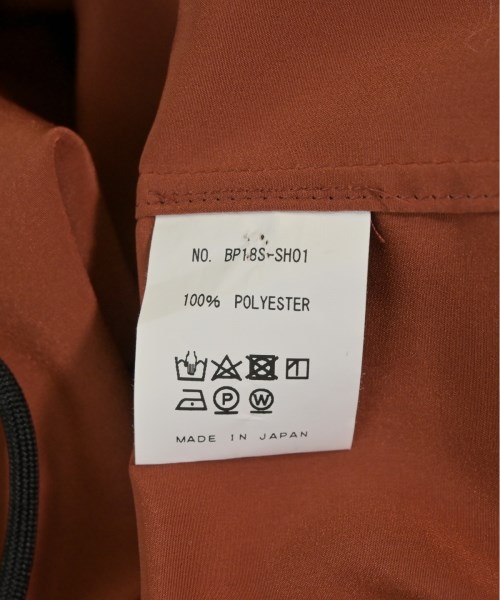 NO. BP18S-SH01
100% POLYESTER
P W
MADE IN JAPAN